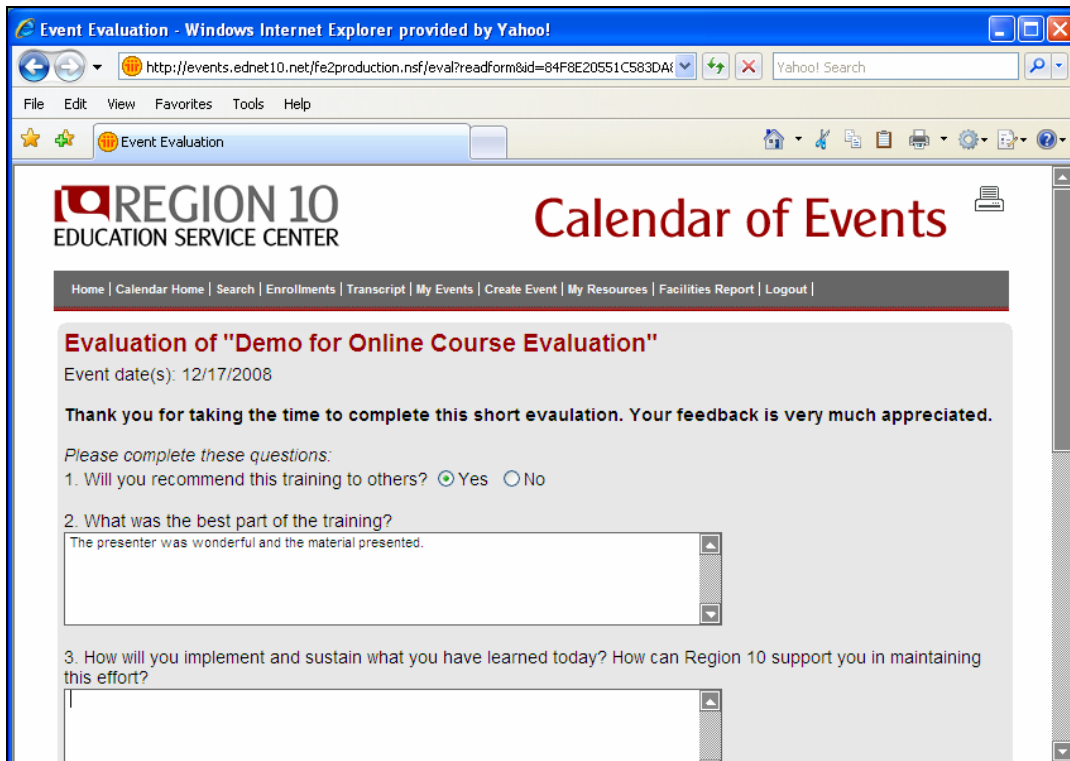 Event Evaluation - Windows Internet Explorer provided by Yahoo!
http://events.ednet10.net/fe2production.nsf/eval?readform&id=84F8E20551C583DA8
Yahoo! Search
File Edit View Favorites Tools Help
Event Evaluation
REGION 10
EDUCATION SERVICE CENTER
Calendar of Events
Home | Calendar Home | Search | Enrollments | Transcript | My Events | Create Event | My Resources | Facilities Report | Logout |
Evaluation of "Demo for Online Course Evaluation"
Event date(s): 12/17/2008
Thank you for taking the time to complete this short evaulation. Your feedback is very much appreciated.
Please complete these questions:
1. Will you recommend this training to others? Yes No
2. What was the best part of the training?
The presenter was wonderful and the material presented.
3. How will you implement and sustain what you have learned today? How can Region 10 support you in maintaining
this effort?